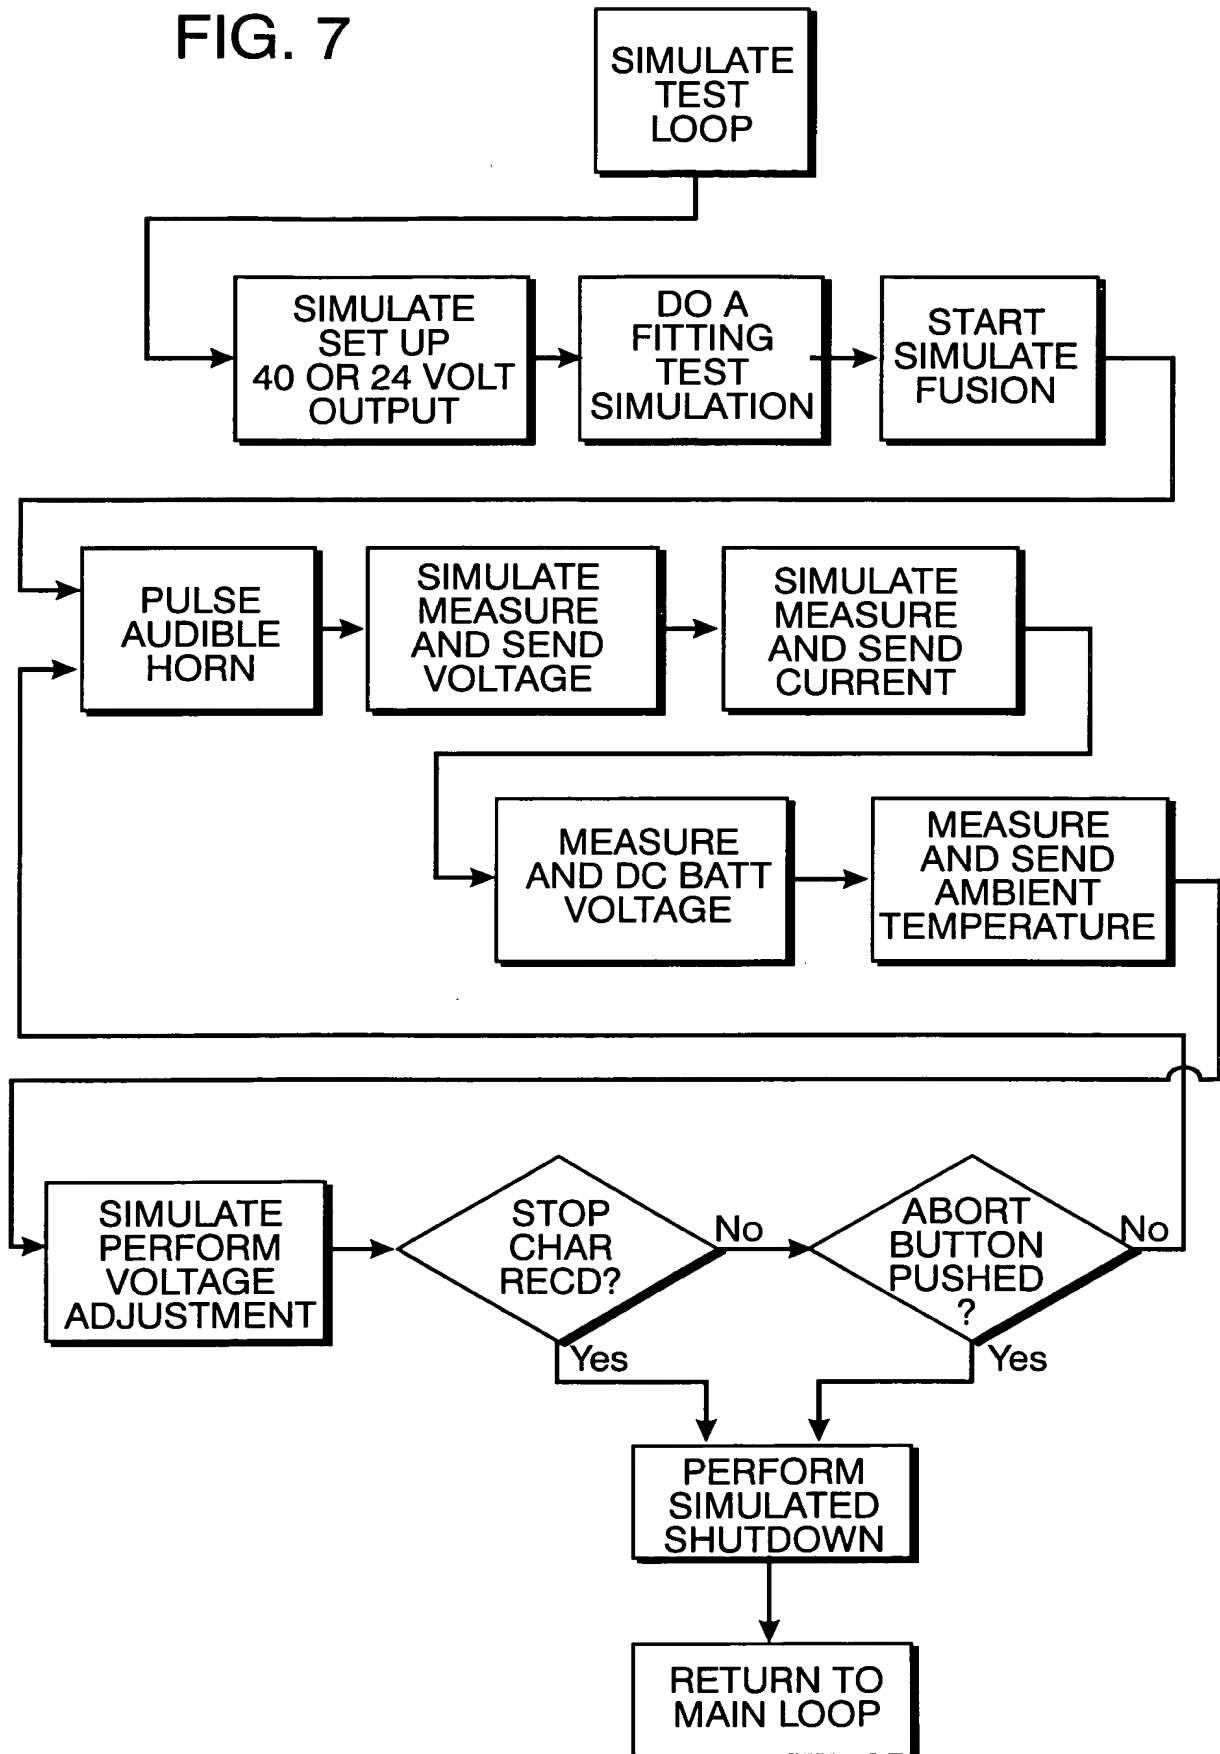 FIG. 7
SIMULATE
TEST
LOOP
SIMULATE
SET UP
40 OR 24 VOLT
OUTPUT
DO A
FITTING
TEST
SIMULATION
START
SIMULATE
FUSION
PULSE
AUDIBLE
HORN
SIMULATE
MEASURE
AND SEND
VOLTAGE
SIMULATE
MEASURE
AND SEND
CURRENT
MEASURE
AND DC BATT
VOLTAGE
MEASURE
AND SEND
AMBIENT
TEMPERATURE
SIMULATE
PERFORM
VOLTAGE
ADJUSTMENT
STOP
CHAR
RECD?
No
Yes
ABORT
BUTTON
PUSHED
?
No
Yes
PERFORM
SIMULATED
SHUTDOWN
RETURN TO
MAIN LOOP